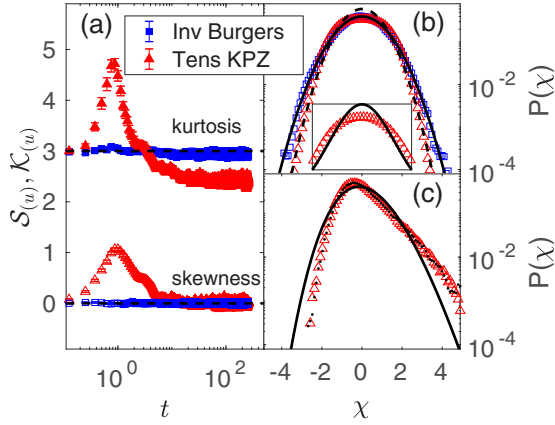 (a)
Inv Burgers
Tens KPZ
(b)
5
4
3
2
1
0
kurtosis
skewness
S(u), K(u)
10^0
10^2
t
10^-2
10^-4
P(χ)
(c)
10^-2
10^-4
P(χ)
-4 -2 0 2 4
χ